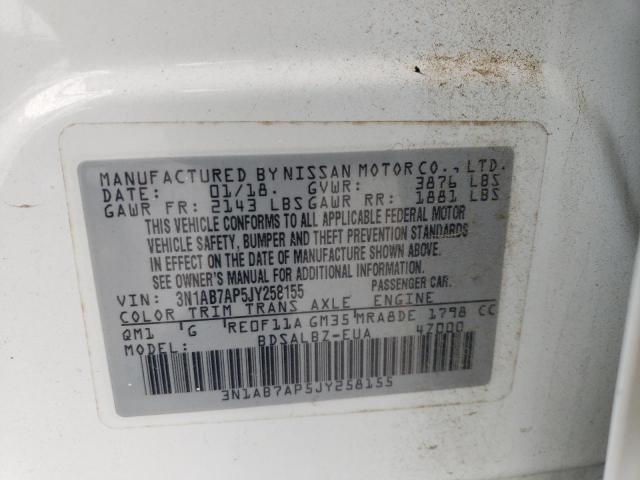 MANUFACTURED BY NISSAN MOTOR CO., LTD.
DATE: 01/18. GVWR: 3876 LBS
GAWR FR: 2143 LBS GAWR RR: 1881 LBS
THIS VEHICLE CONFORMS TO ALL APPLICABLE FEDERAL MOTOR
VEHICLE SAFETY, BUMPER AND THEFT PREVENTION STANDARDS
IN EFFECT ON THE DATE OF MANUFACTURE SHOWN ABOVE.
SEE OWNER'S MANUAL FOR ADDITIONAL INFORMATION.
VIN: 3N1AB7AP5JY258155 PASSENGER CAR.
COLOR TRIM TRANS AXLE ENGINE
QM1 G RE0F11A GM35 MRA8DE 1798 CC
MODEL: BDSALBZ-EUA 47000
3N1AB7AP5JY258155